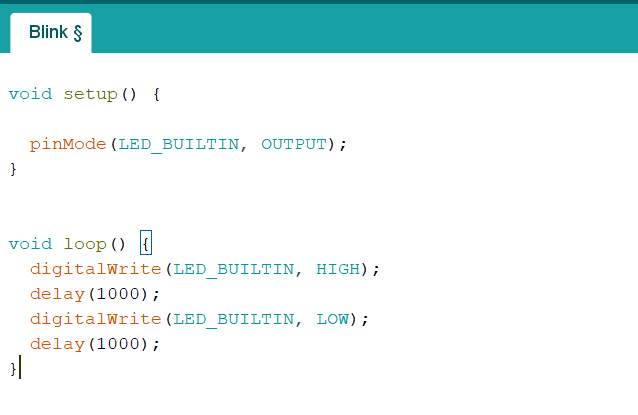 Blink §
void setup() {
  pinMode(LED_BUILTIN, OUTPUT);
}
void loop() {
  digitalWrite(LED_BUILTIN, HIGH);
  delay(1000);
  digitalWrite(LED_BUILTIN, LOW);
  delay(1000);
}